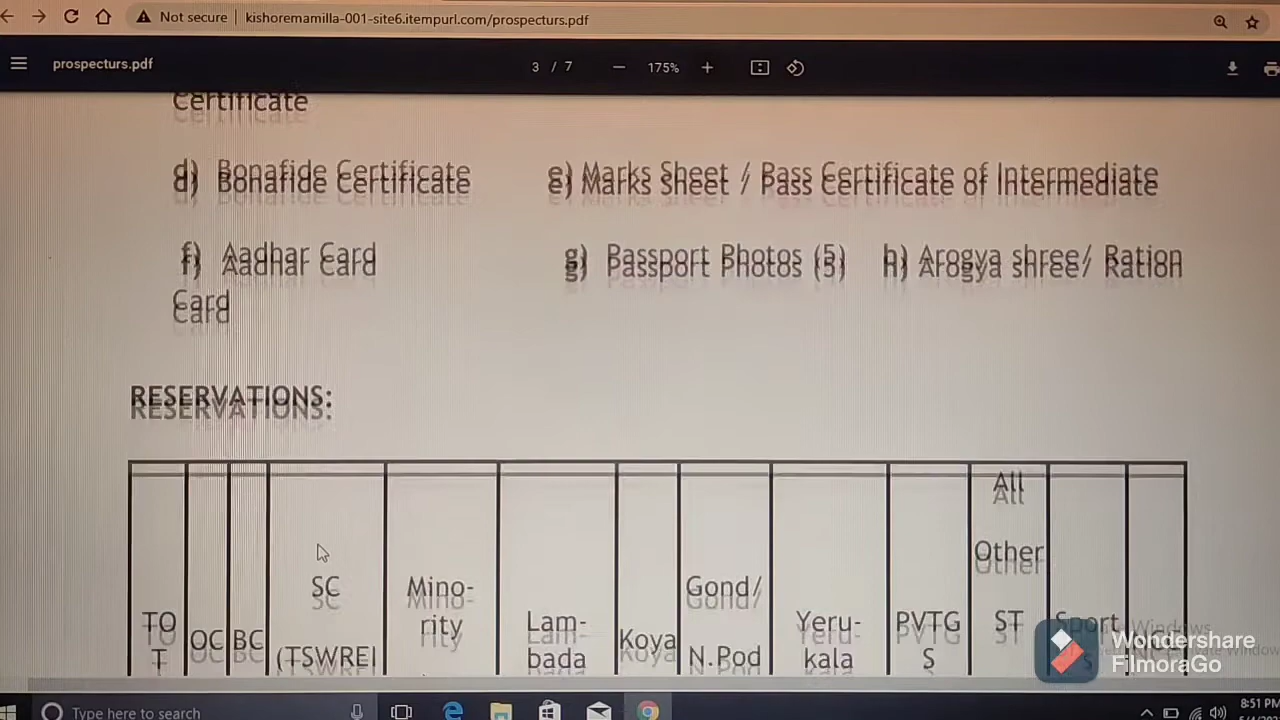 Not secure | kishoremamilla-001-site6.itempurl.com/prospecturs.pdf
prospecturs.pdf 3 / 7 — 175% +
Certificate
d) Bonafide Certificate e) Marks Sheet / Pass Certificate of Intermediate
f) Aadhar Card g) Passport Photos (5) h) Arogya shree/ Ration
Card
RESERVATIONS:
All
Other
SC Mino- Gond/
TO OC BC rity Lam- Koya Yeru- PVTG ST Sport
T (TSWREI bada N.Pod kala S S
Wondershare
FilmoraGo
Type here to search 8:51 PM